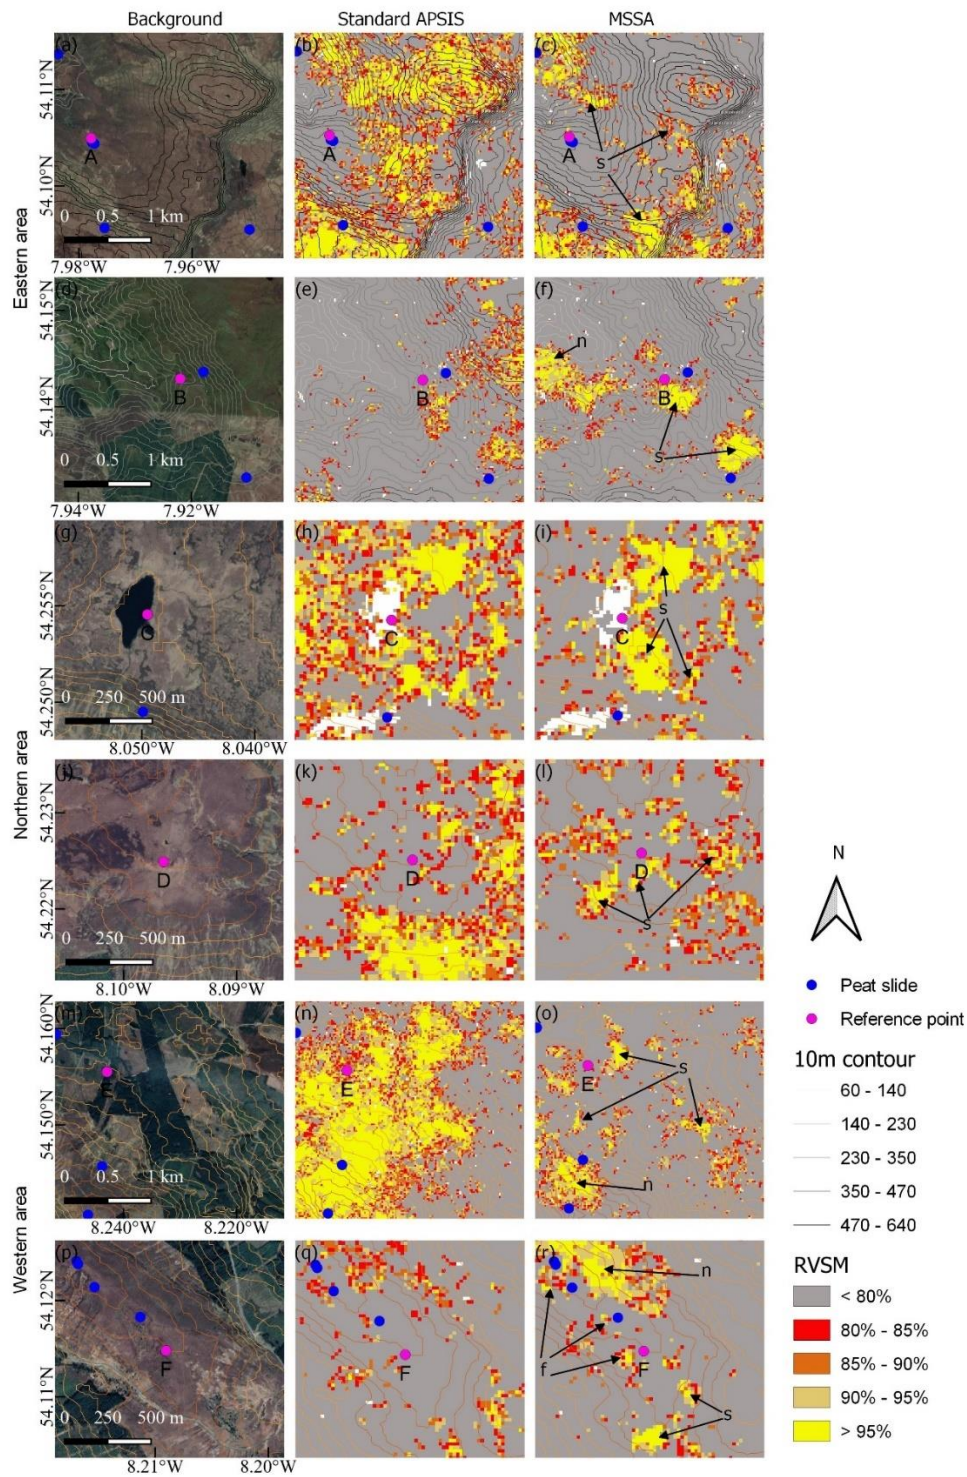 Background Standard APSIS MSSA
Eastern area
(a) (b) (c)
54.11°N
s
A A A
54.10°N
0 0.5 1 km
7.98°W 7.96°W
(d) (e) (f)
54.15°N
n
B B B
54.14°N
s
0 0.5 1 km
7.94°W 7.92°W
Northern area
(g) (h) (i)
54.255°N
s
C C C
54.250°N
0 250 500 m
8.050°W 8.040°W
(j) (k) (l)
54.23°N
D D D
54.22°N
s
0 250 500 m
8.10°W 8.09°W
Western area
(m) (n) (o)
54.160°N
E E E
s
54.150°N
0 0.5 1 km
n
8.240°W 8.220°W
(p) (q) (r)
n
54.12°N
F F F
f
54.11°N
s
0 250 500 m
8.21°W 8.20°W
N
Peat slide
Reference point
10m contour
60 - 140
140 - 230
230 - 350
350 - 470
470 - 640
RVSM
< 80%
80% - 85%
85% - 90%
90% - 95%
> 95%